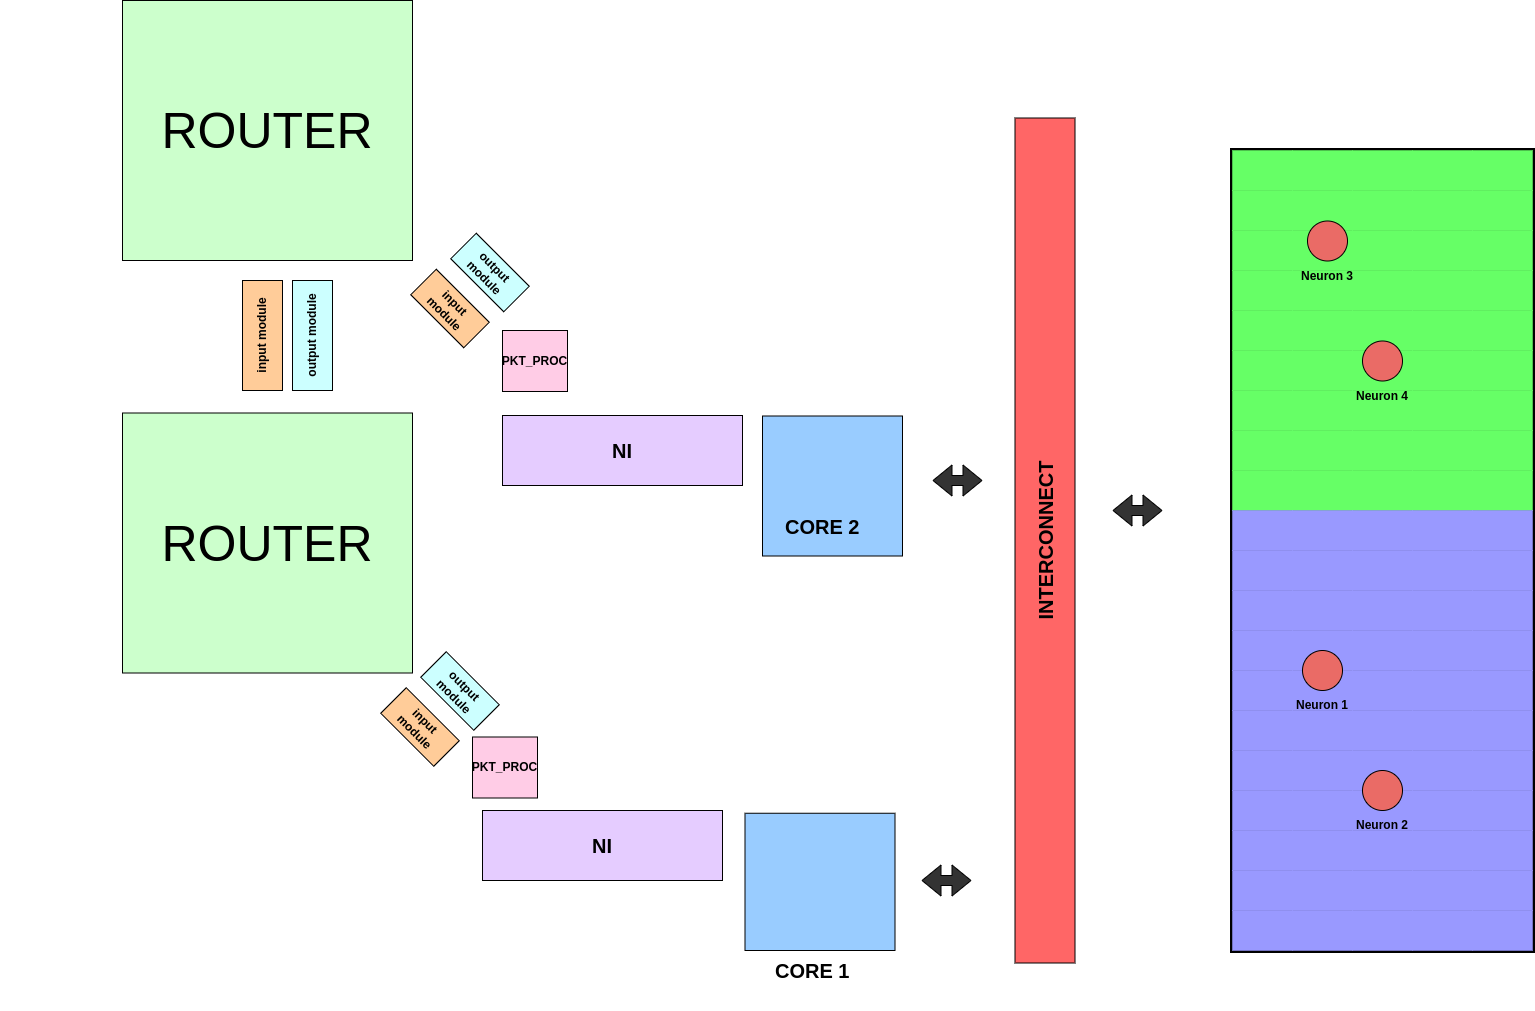 ROUTER
output
module
input
module
input module
output module
PKT_PROC
NI
CORE 2
ROUTER
output
module
input
module
PKT_PROC
NI
CORE 1
INTERCONNECT
Neuron 3
Neuron 4
Neuron 1
Neuron 2